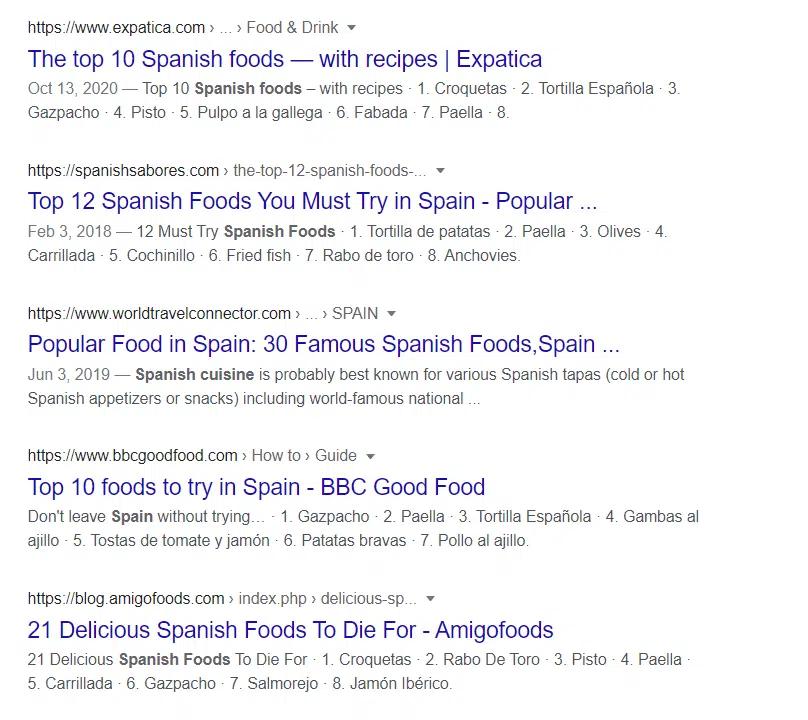 https://www.expatica.com › ... › Food & Drink
The top 10 Spanish foods — with recipes | Expatica
Oct 13, 2020 — Top 10 Spanish foods – with recipes · 1. Croquetas · 2. Tortilla Española · 3.
Gazpacho · 4. Pisto · 5. Pulpo a la gallega · 6. Fabada · 7. Paella · 8.
https://spanishsabores.com › the-top-12-spanish-foods-...
Top 12 Spanish Foods You Must Try in Spain - Popular ...
Feb 3, 2018 — 12 Must Try Spanish Foods · 1. Tortilla de patatas · 2. Paella · 3. Olives · 4.
Carrillada · 5. Cochinillo · 6. Fried fish · 7. Rabo de toro · 8. Anchovies.
https://www.worldtravelconnector.com › ... › SPAIN
Popular Food in Spain: 30 Famous Spanish Foods,Spain ...
Jun 3, 2019 — Spanish cuisine is probably best known for various Spanish tapas (cold or hot
Spanish appetizers or snacks) including world-famous national ...
https://www.bbcgoodfood.com › How to › Guide
Top 10 foods to try in Spain - BBC Good Food
Don't leave Spain without trying… · 1. Gazpacho · 2. Paella · 3. Tortilla Española · 4. Gambas al
ajillo · 5. Tostas de tomate y jamón · 6. Patatas bravas · 7. Pollo al ajillo.
https://blog.amigofoods.com › index.php › delicious-sp...
21 Delicious Spanish Foods To Die For - Amigofoods
21 Delicious Spanish Foods To Die For · 1. Croquetas · 2. Rabo De Toro · 3. Pisto · 4. Paella ·
5. Carrillada · 6. Gazpacho · 7. Salmorejo · 8. Jamón Ibérico.